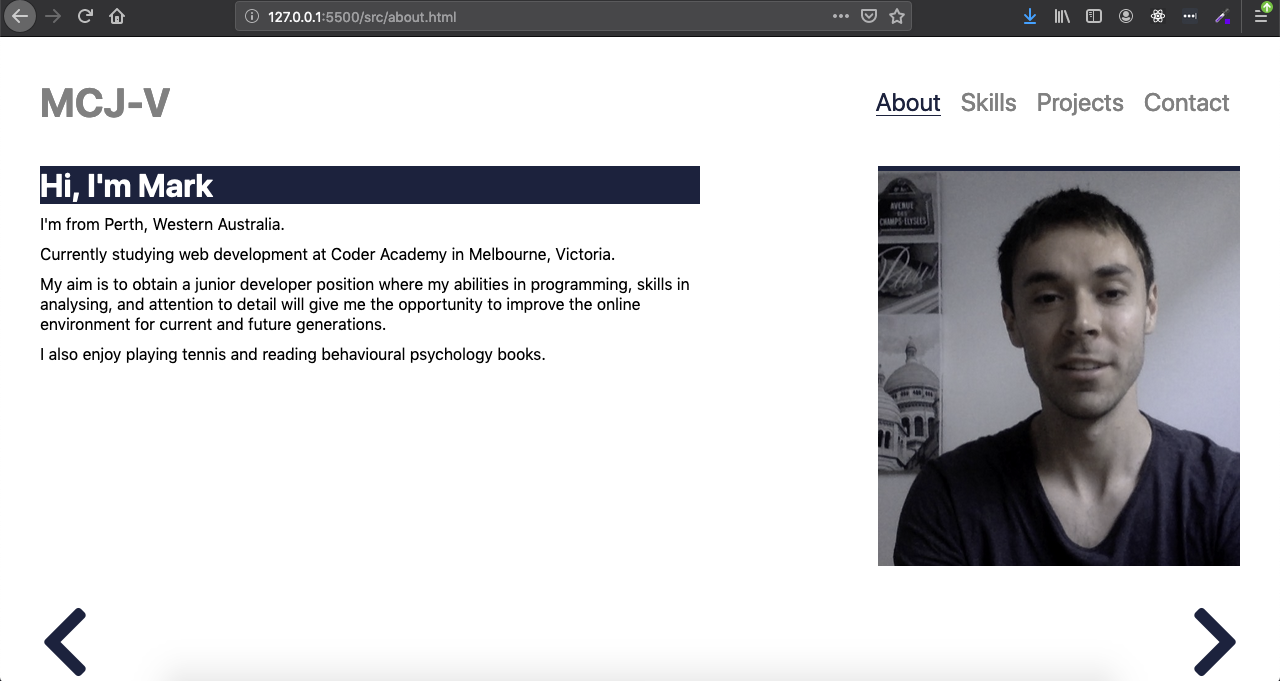 127.0.0.1:5500/src/about.html
MCJ-V
About Skills Projects Contact
Hi, I'm Mark
I'm from Perth, Western Australia.
Currently studying web development at Coder Academy in Melbourne, Victoria.
My aim is to obtain a junior developer position where my abilities in programming, skills in
analysing, and attention to detail will give me the opportunity to improve the online
environment for current and future generations.
I also enjoy playing tennis and reading behavioural psychology books.
AVENUE
DES
CHAMPS-ELYSEES
Paris